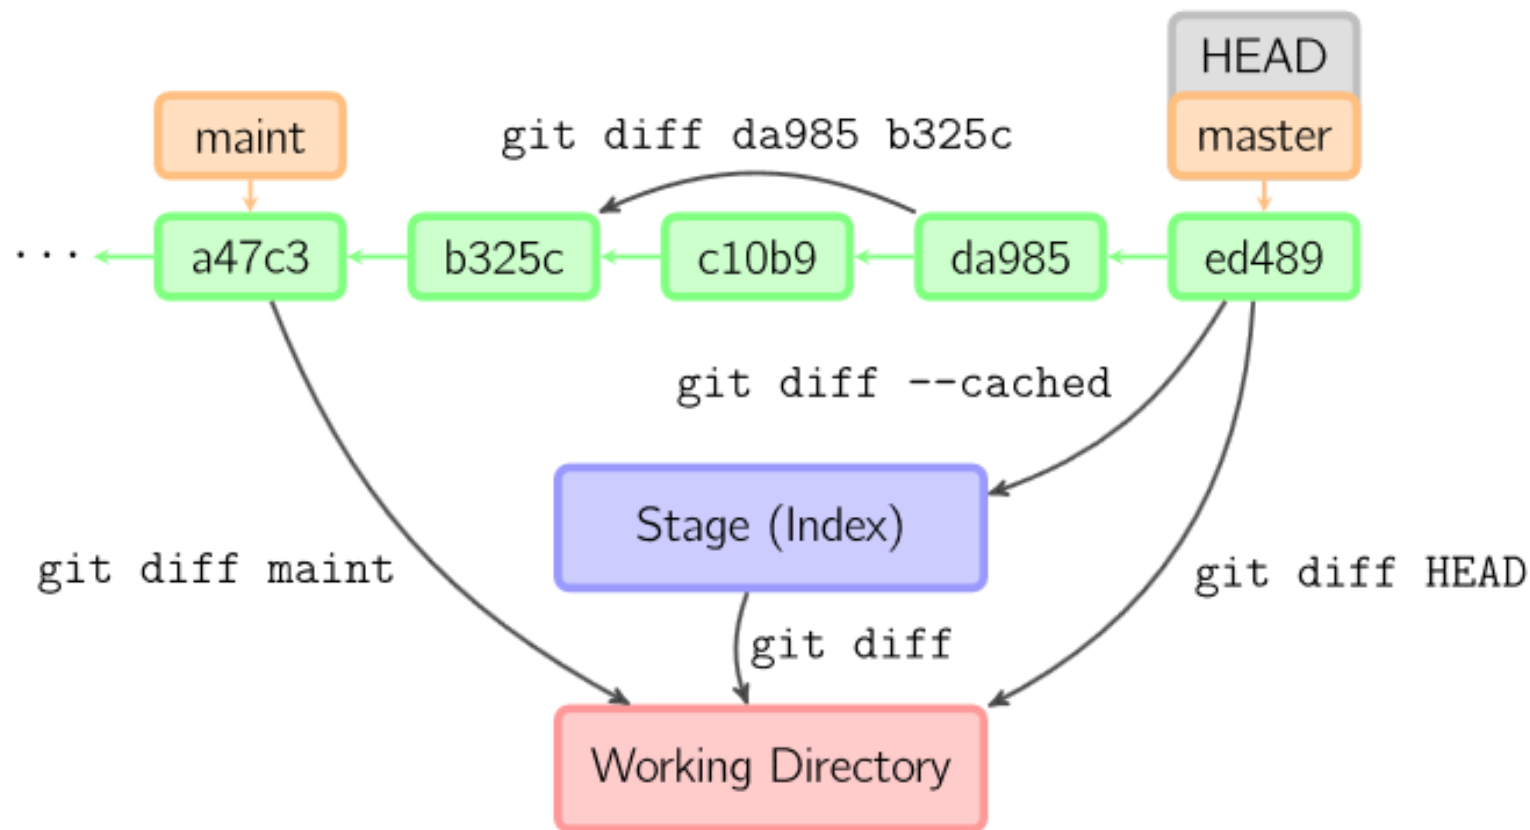 HEAD
maint
git diff da985 b325c
master
...
a47c3
b325c
c10b9
da985
ed489
git diff --cached
Stage (Index)
git diff maint
git diff HEAD
git diff
Working Directory